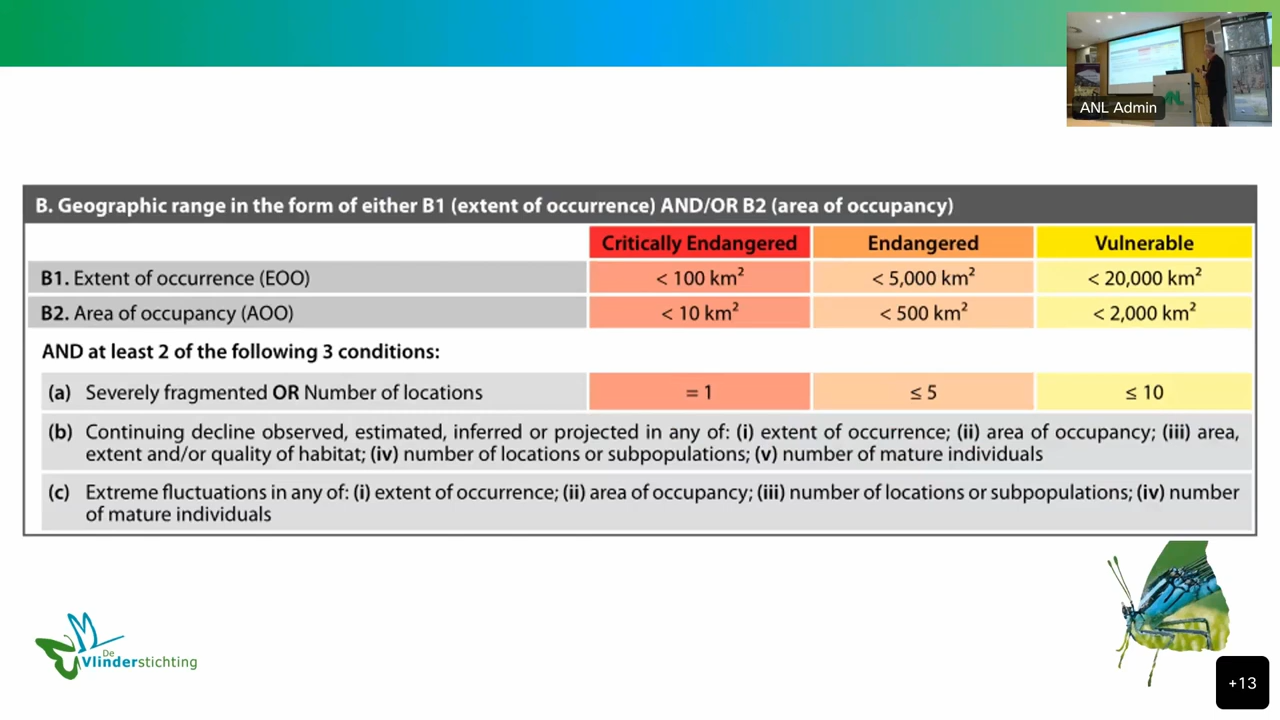 ANL Admin
B. Geographic range in the form of either B1 (extent of occurrence) AND/OR B2 (area of occupancy)
Critically Endangered Endangered Vulnerable
B1. Extent of occurrence (EOO) < 100 km² < 5,000 km² < 20,000 km²
B2. Area of occupancy (AOO) < 10 km² < 500 km² < 2,000 km²
AND at least 2 of the following 3 conditions:
(a) Severely fragmented OR Number of locations = 1 ≤ 5 ≤ 10
(b) Continuing decline observed, estimated, inferred or projected in any of: (i) extent of occurrence; (ii) area of occupancy; (iii) area,
extent and/or quality of habitat; (iv) number of locations or subpopulations; (v) number of mature individuals
(c) Extreme fluctuations in any of: (i) extent of occurrence; (ii) area of occupancy; (iii) number of locations or subpopulations; (iv) number
of mature individuals
De
Vlinderstichting
+13